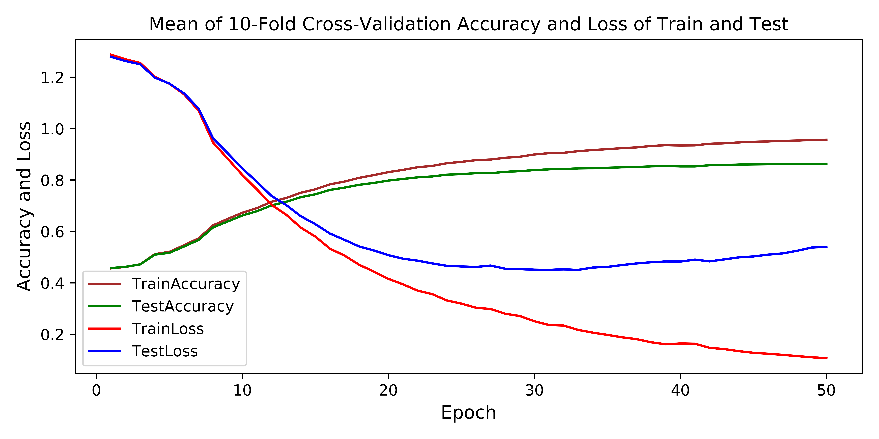 Mean of 10-Fold Cross-Validation Accuracy and Loss of Train and Test
Accuracy and Loss
1.2
1.0
0.8
0.6
0.4
0.2
TrainAccuracy
TestAccuracy
TrainLoss
TestLoss
0 10 20 30 40 50
Epoch